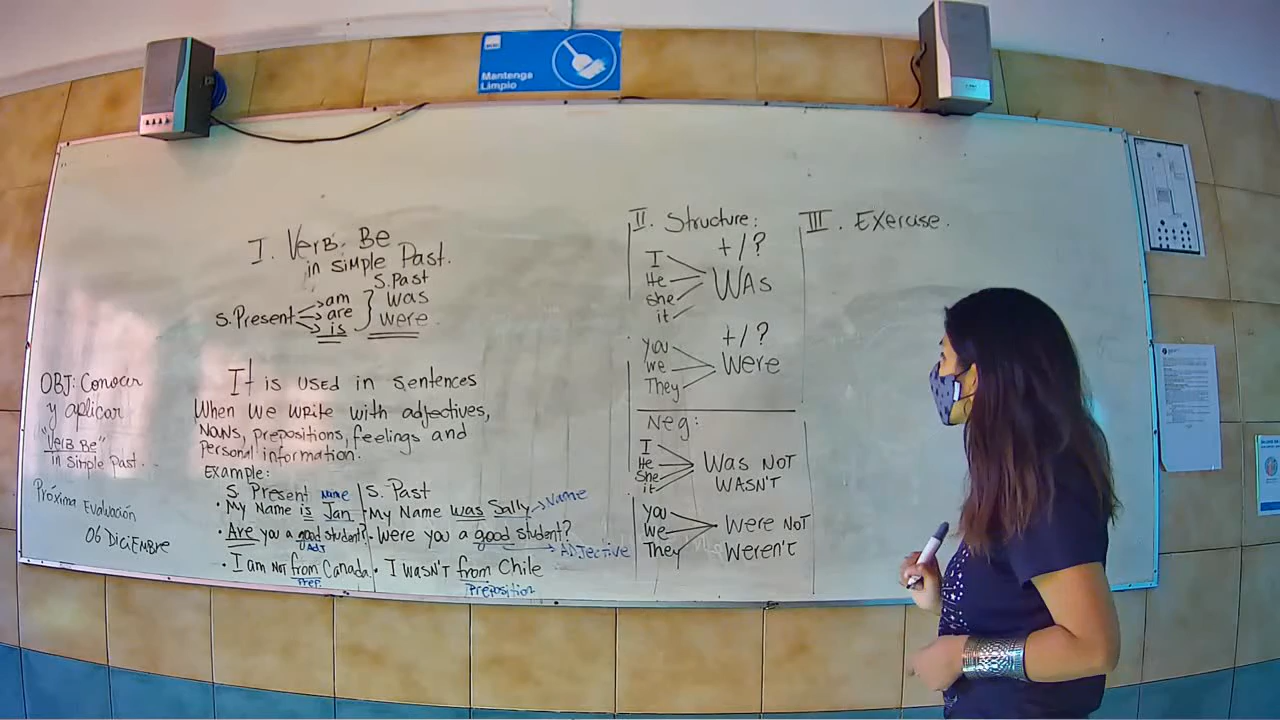 Mantenga
Limpio
I. Verb. Be
in simple Past.
S. Past
S. Present
am
are
is
was
were
It is used in sentences
When we write with adjectives,
Nouns, prepositions, feelings and
Personal information.
Example:
S. Present
Name
S. Past
• My Name is Jan
• My Name was Sally → Name
• Are you a good student?
ADJ
• Were you a good student?
→ ADJective
• I am not from Canada
Prep.
• I wasn't from Chile
Preposition
OBJ: Conocer
y aplicar
"Verb Be"
in simple Past.
Próxima Evaluación
06 Diciembre
II. Structure:
+ / ?
I
He
She
it
WAs
+ / ?
you
we
They
Were
Neg:
I
He
She
it
Was NOT
WASN'T
you
we
They
Were NOT
Weren't
III. Exercise.